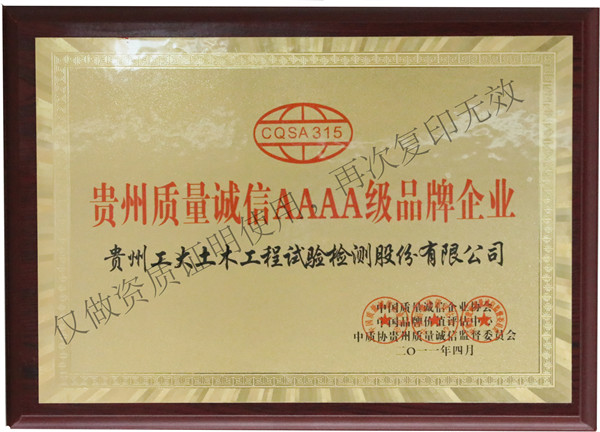 CQSA 315
贵州质量诚信AAAA级品牌企业
贵州工大土木工程试验检测股份有限公司
中国质量诚信企业协会
中国品牌价值评估中心
中质协贵州质量诚信监督委员会
二〇一一年四月
仅做资质证明使用，再次复印无效